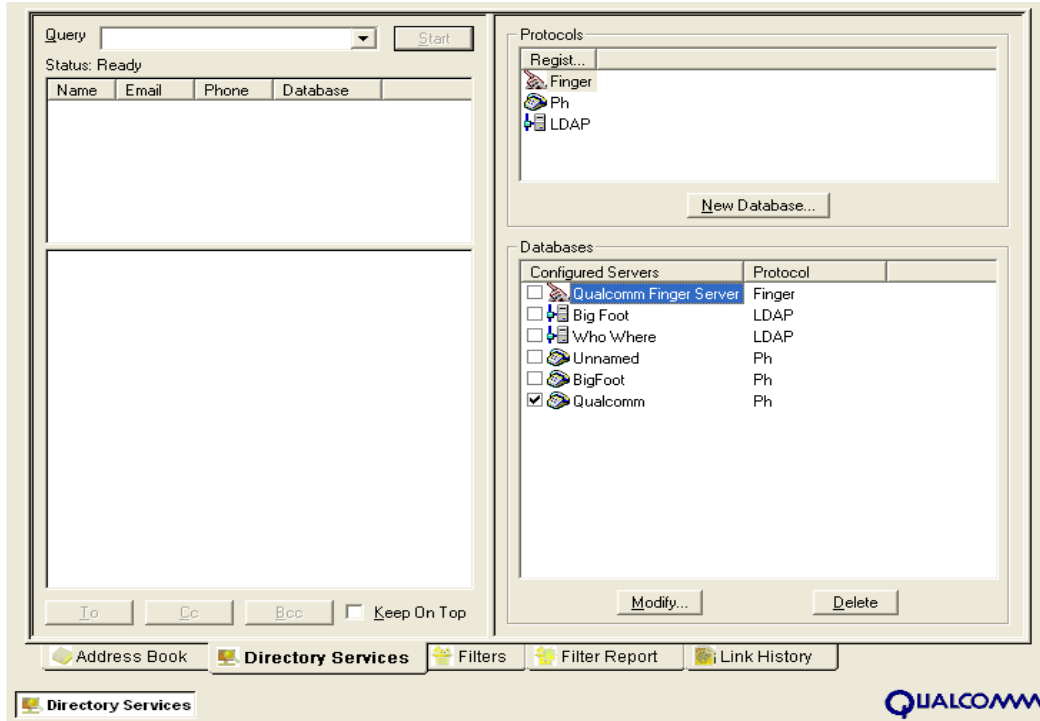 Query
Start
Status: Ready
Name Email Phone Database
To Cc Bcc Keep On Top
Protocols
Regist...
Finger
Ph
LDAP
New Database...
Databases
Configured Servers Protocol
Qualcomm Finger Server Finger
Big Foot LDAP
Who Where LDAP
Unnamed Ph
BigFoot Ph
Qualcomm Ph
Modify... Delete
Address Book Directory Services Filters Filter Report Link History
Directory Services
QUALCOMM